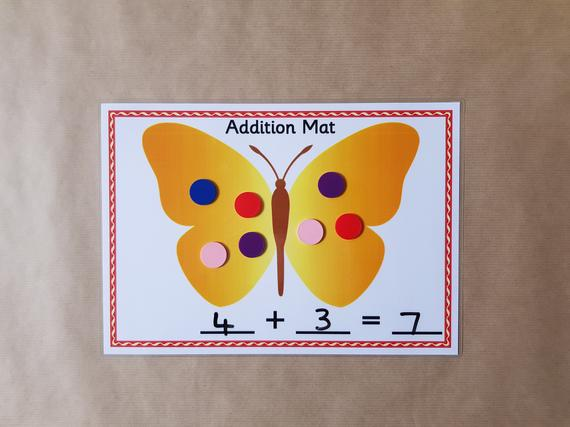 Addition Mat
4 + 3 = 7